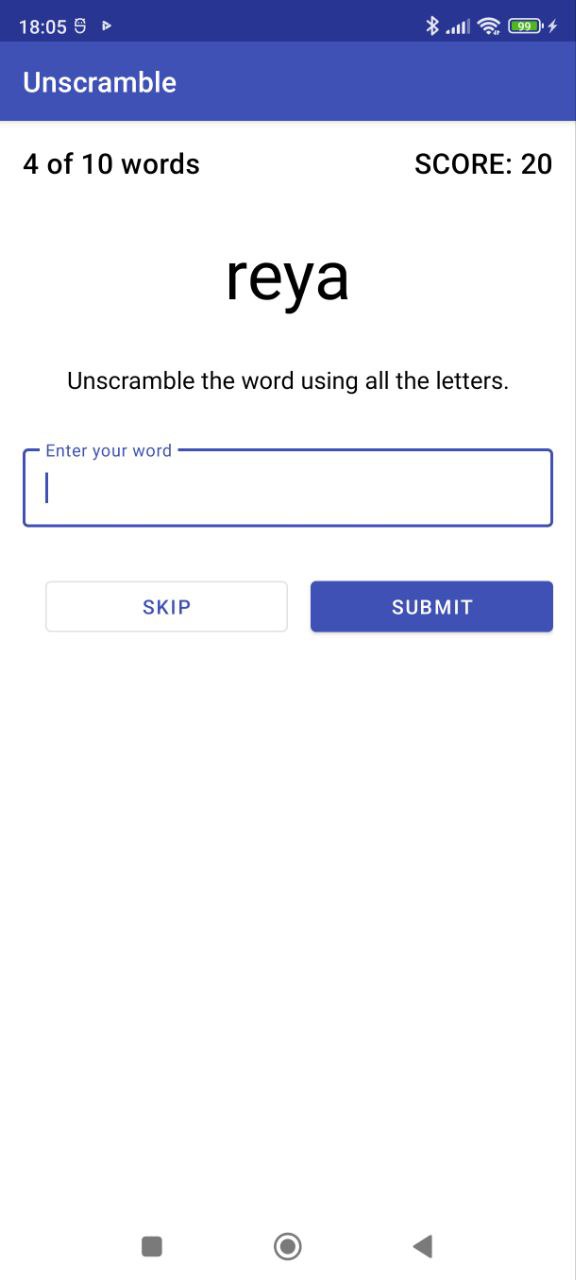 18:05
99
Unscramble
4 of 10 words
SCORE: 20
reya
Unscramble the word using all the letters.
Enter your word
SKIP
SUBMIT